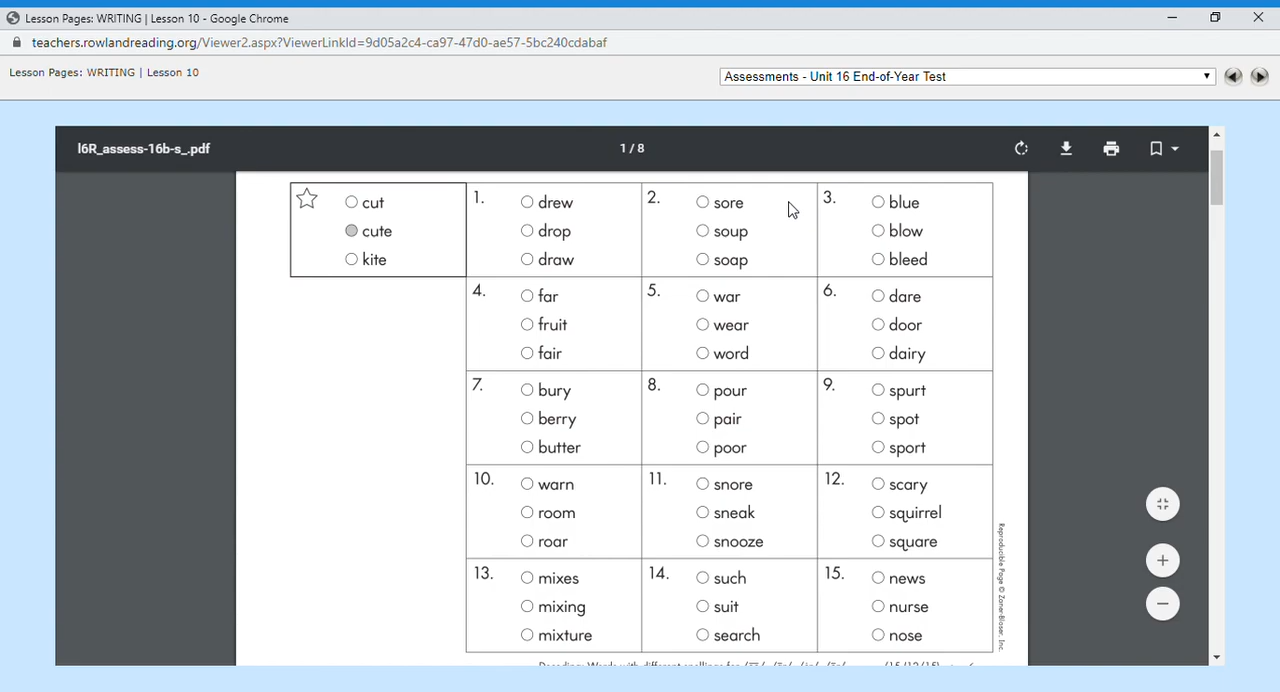 Lesson Pages: WRITING | Lesson 10 - Google Chrome
teachers.rowlandreading.org/Viewer2.aspx?ViewerLinkId=9d05a2c4-ca97-47d0-ae57-5bc240cdabaf
Lesson Pages: WRITING | Lesson 10
Assessments - Unit 16 End-of-Year Test
l6R_assess-16b-s_.pdf
1 / 8
cut
cute
kite
1.
drew
drop
draw
2.
sore
soup
soap
3.
blue
blow
bleed
4.
far
fruit
fair
5.
war
wear
word
6.
dare
door
dairy
7.
bury
berry
butter
8.
pour
pair
poor
9.
spurt
spot
sport
10.
warn
room
roar
11.
snore
sneak
snooze
12.
scary
squirrel
square
13.
mixes
mixing
mixture
14.
such
suit
search
15.
news
nurse
nose
Reproducible Page © Zaner-Bloser, Inc.